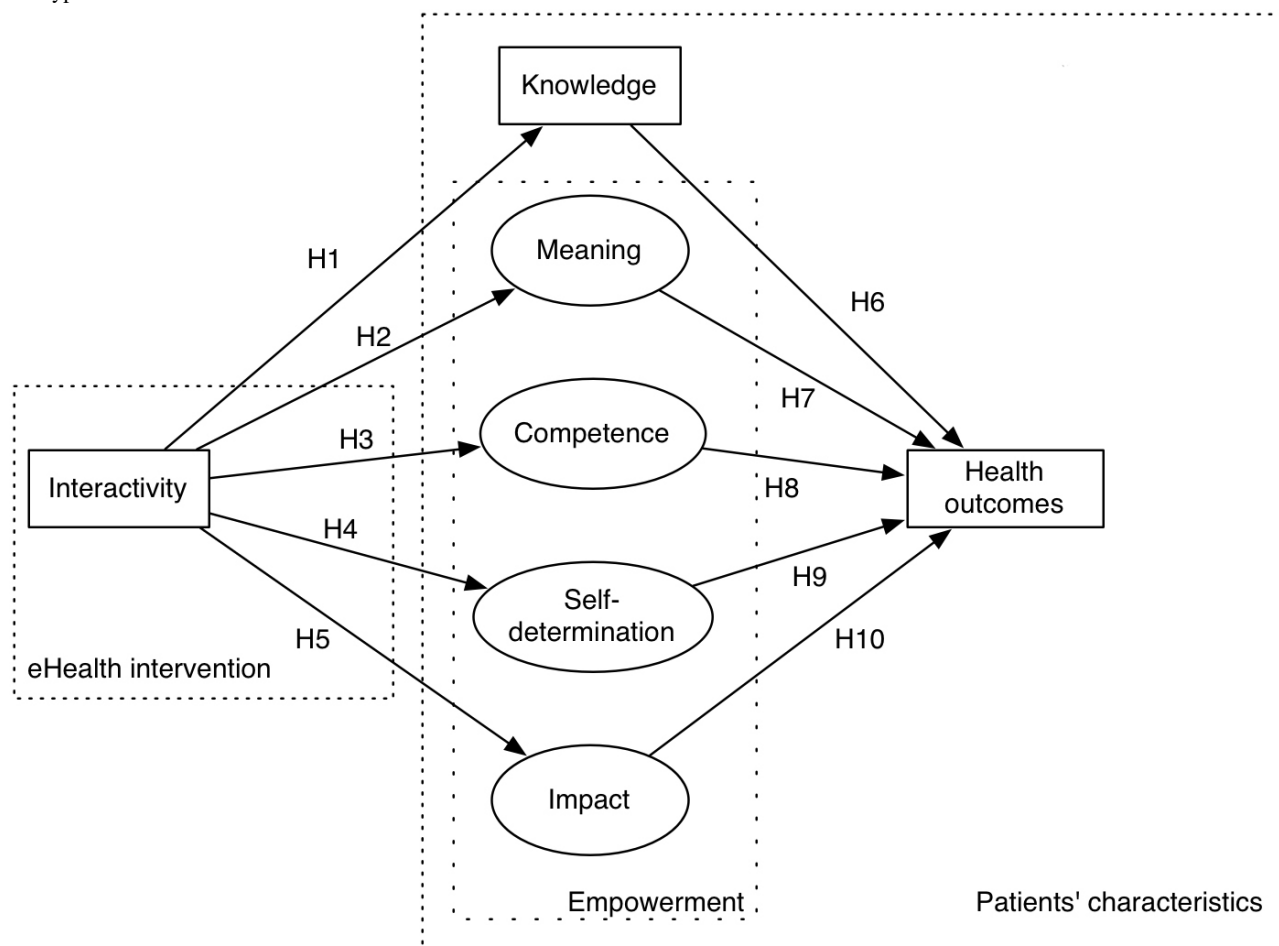 Knowledge
Meaning
H1
H6
H2
H7
Competence
H3
Interactivity
Health
outcomes
H8
H4
H9
Self-
determination
H5
H10
eHealth intervention
Impact
Empowerment
Patients' characteristics